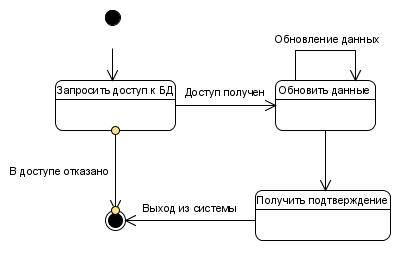 Обновление данных
Запросить доступ к БД
Доступ получен
Обновить данные
В доступе отказано
Выход из системы
Получить подтверждение